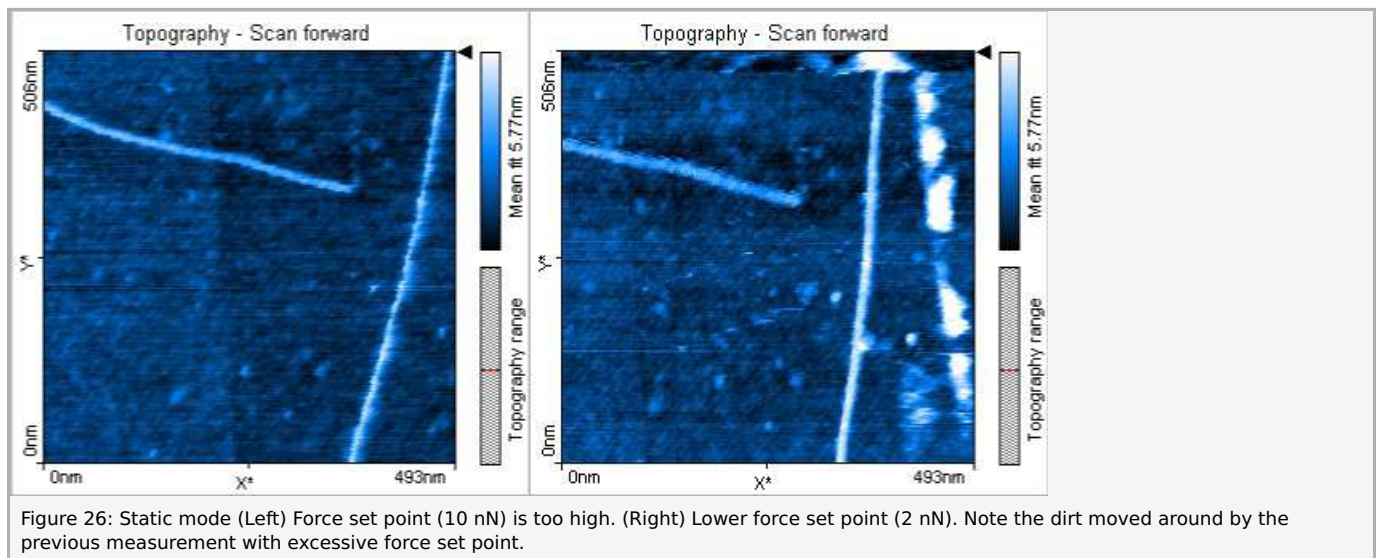 Topography - Scan forward
506nm
Y*
0nm
0nm
X*
493nm
Mean fit 5.77nm
Topography range
Topography - Scan forward
506nm
Y*
0nm
0nm
X*
493nm
Mean fit 5.77nm
Topography range
Figure 26: Static mode (Left) Force set point (10 nN) is too high. (Right) Lower force set point (2 nN). Note the dirt moved around by the
previous measurement with excessive force set point.